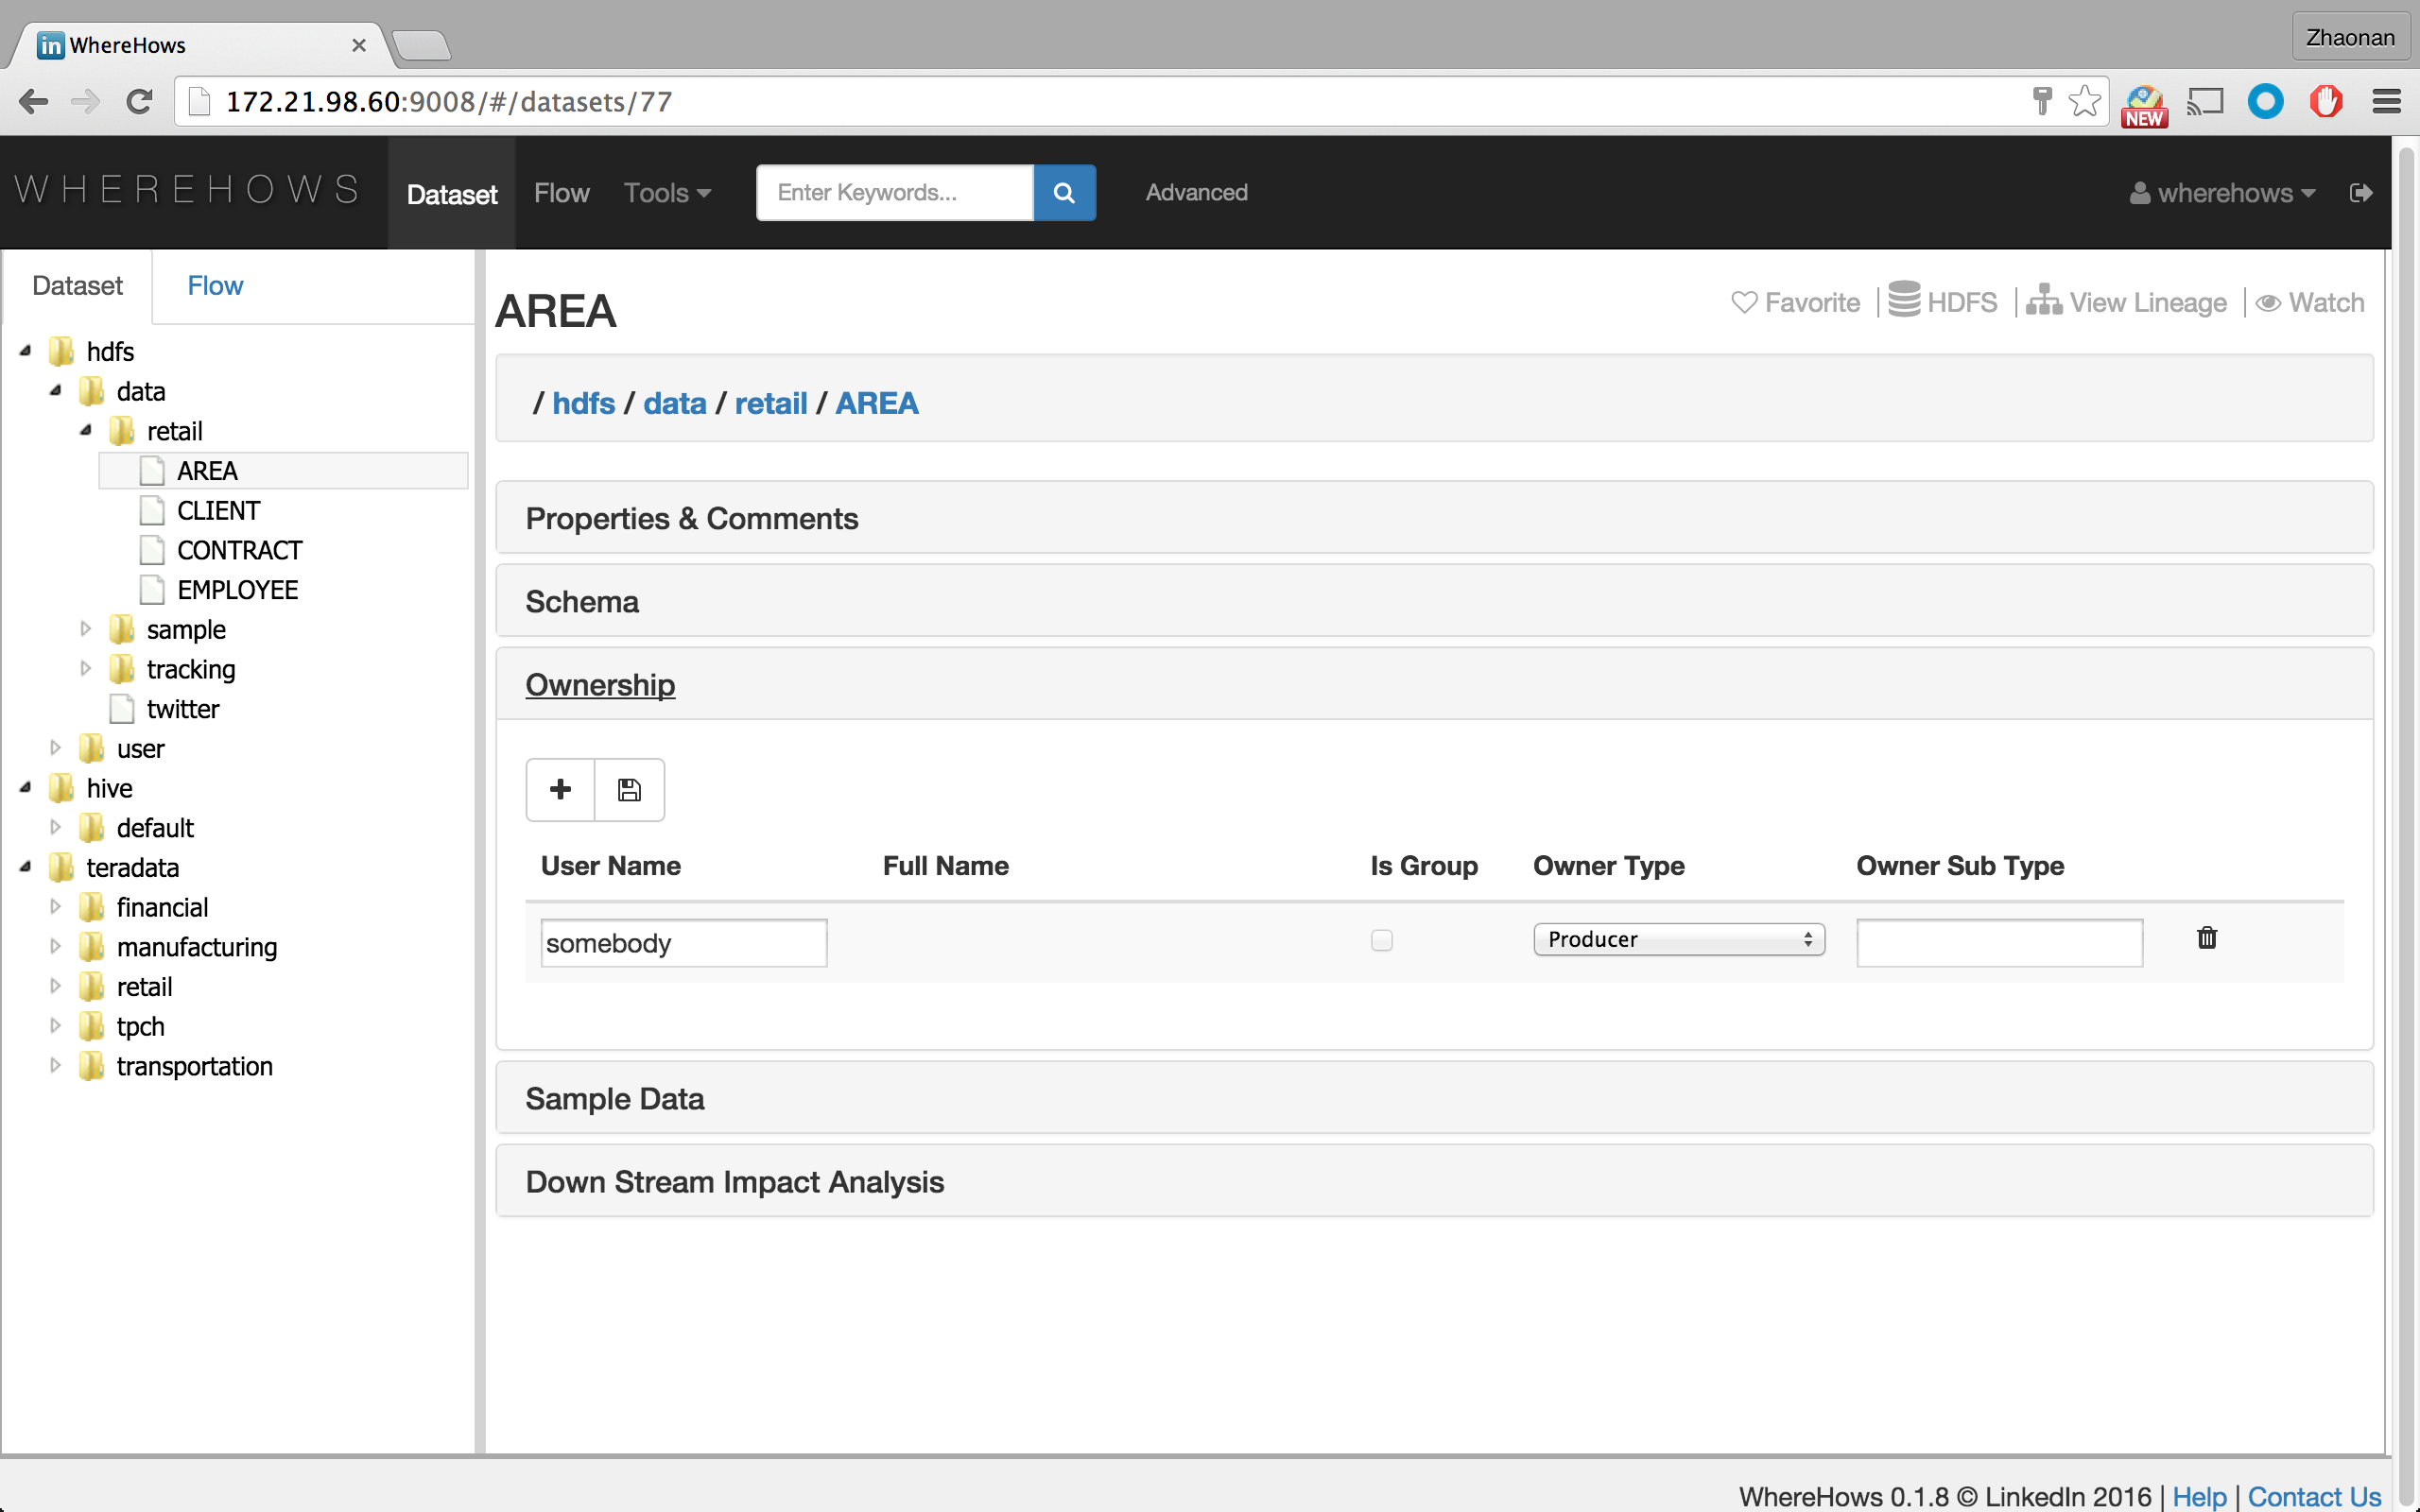 WhereHows
Zhaonan
172.21.98.60:9008/#/datasets/77
NEW
WHEREHOWS
Dataset
Flow
Tools
Enter Keywords...
Advanced
wherehows
Dataset
Flow
hdfs
data
retail
AREA
CLIENT
CONTRACT
EMPLOYEE
sample
tracking
twitter
user
hive
default
teradata
financial
manufacturing
retail
tpch
transportation
AREA
Favorite | HDFS | View Lineage | Watch
/ hdfs / data / retail / AREA
Properties & Comments
Schema
Ownership
User Name Full Name Is Group Owner Type Owner Sub Type
somebody Producer
Sample Data
Down Stream Impact Analysis
WhereHows 0.1.8 © LinkedIn 2016 | Help | Contact Us